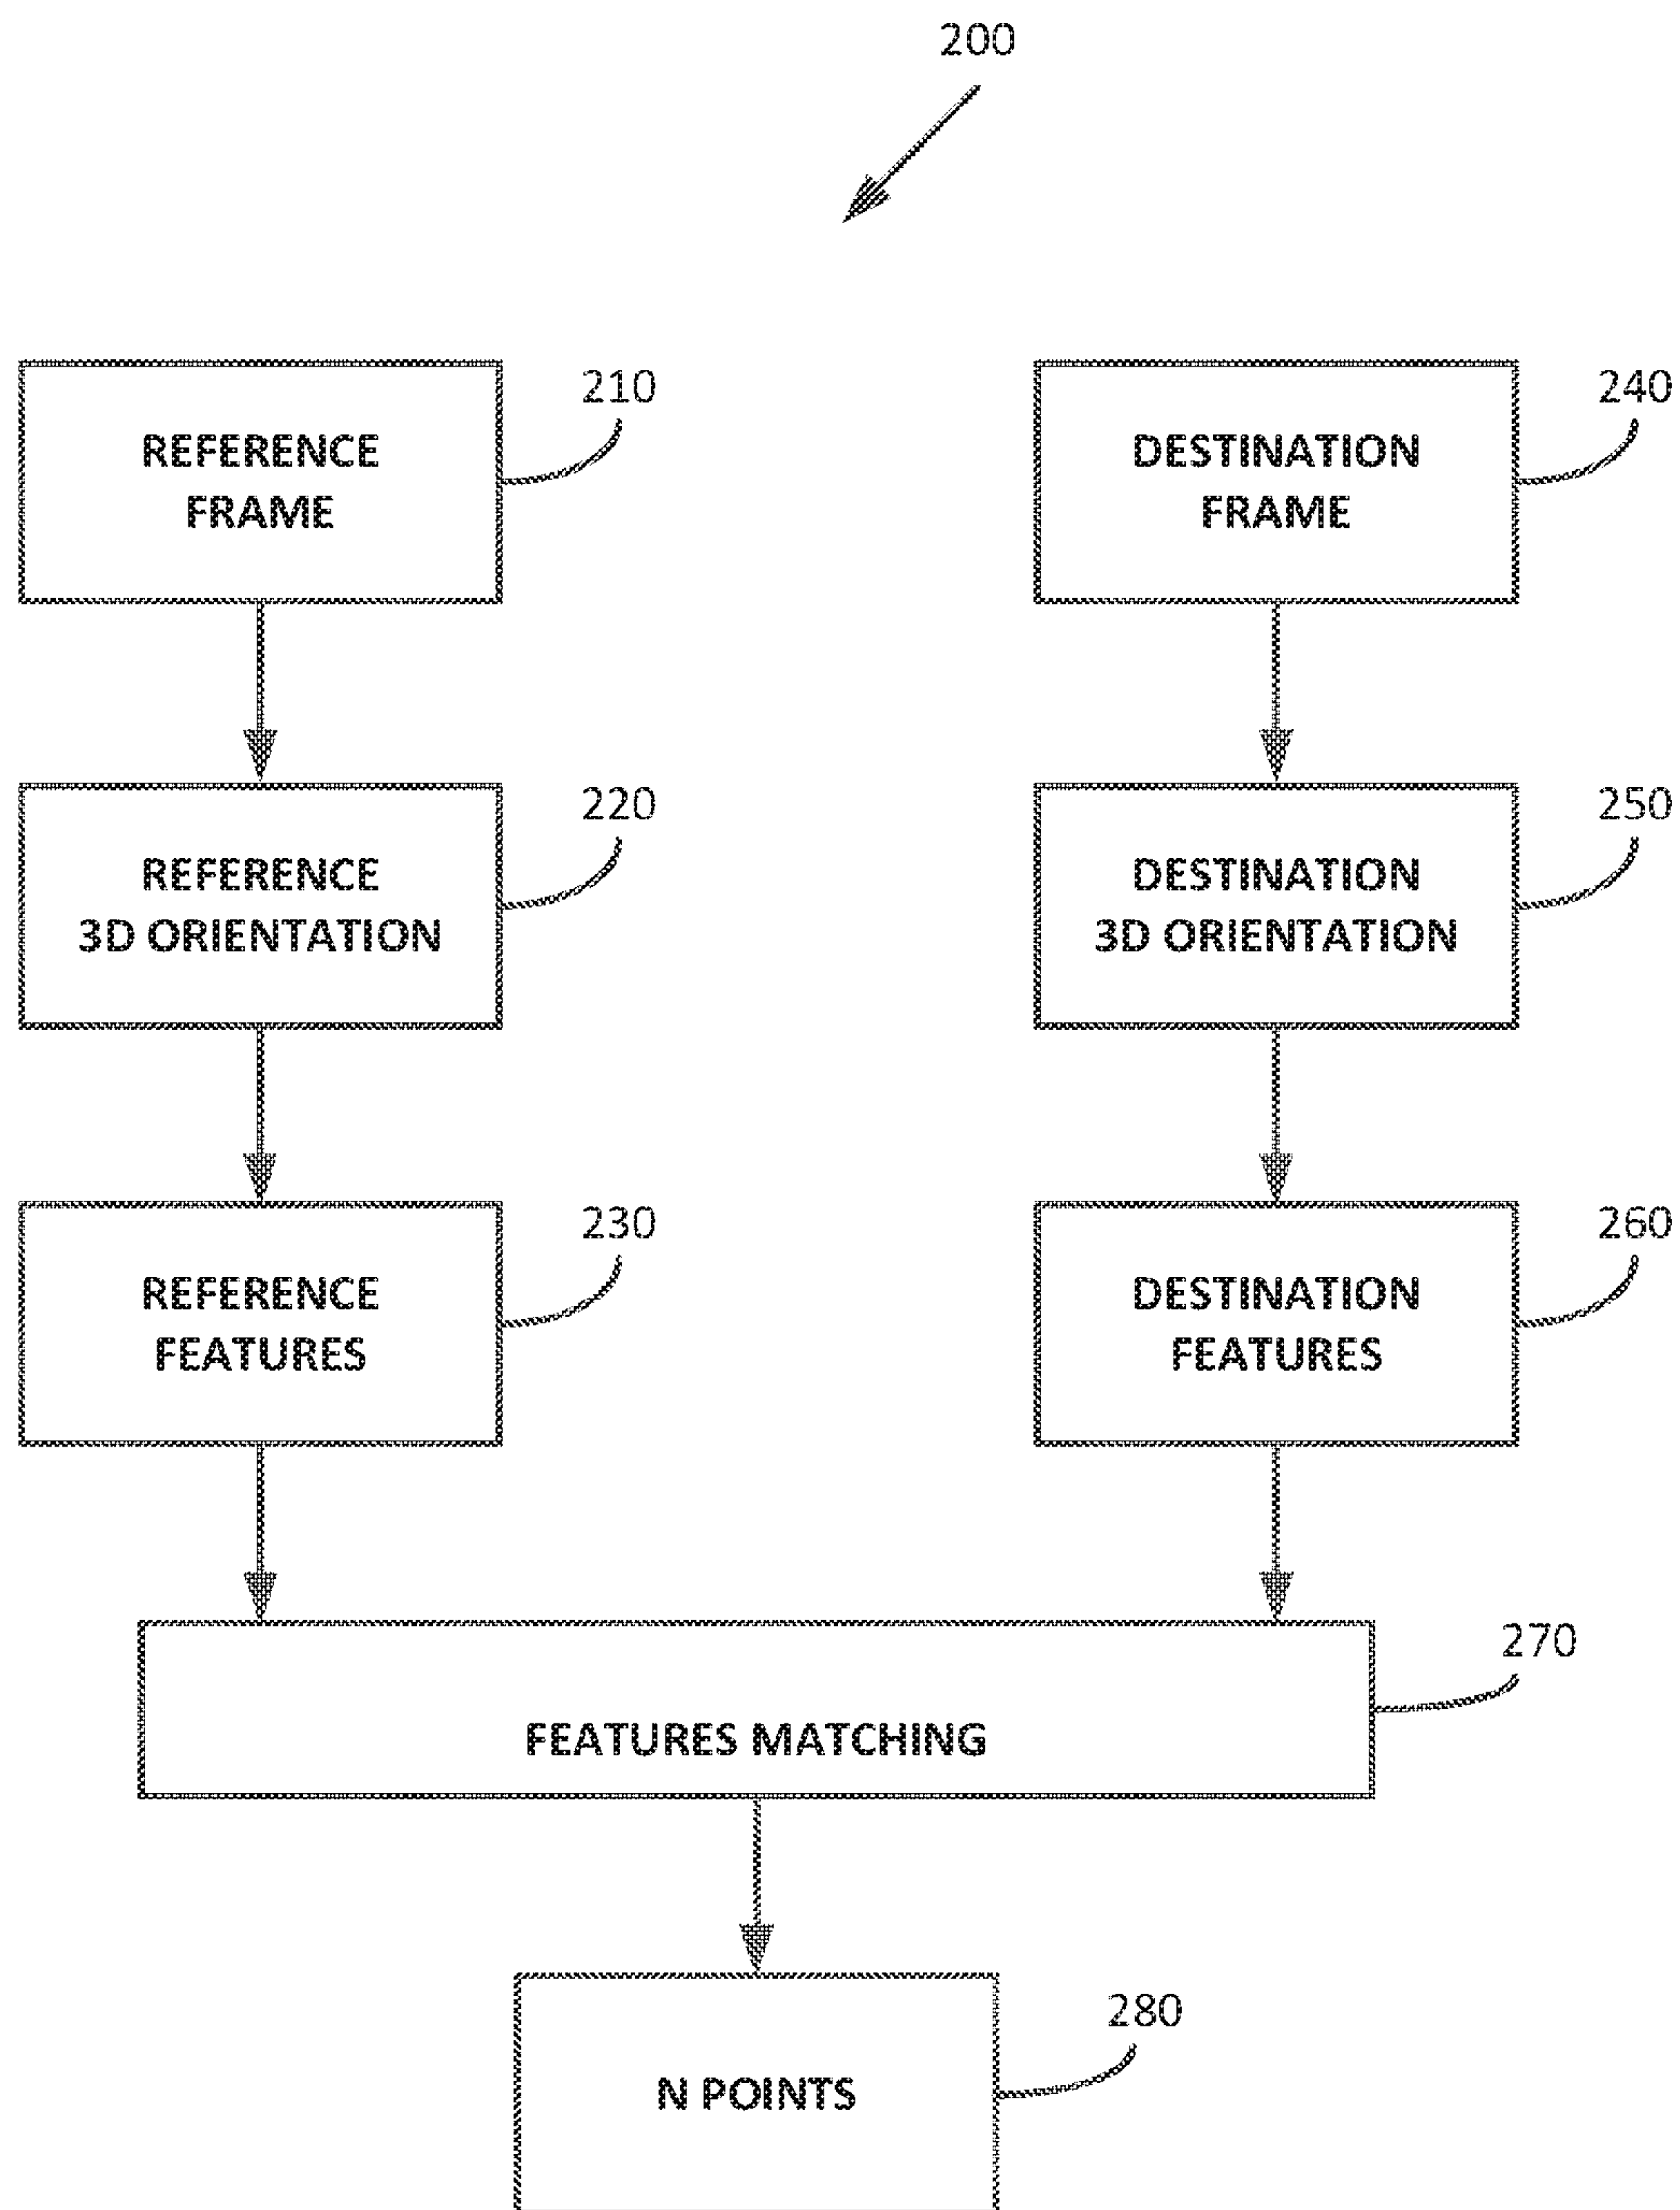 200
210
REFERENCE
FRAME
240
DESTINATION
FRAME
220
REFERENCE
3D ORIENTATION
250
DESTINATION
3D ORIENTATION
230
REFERENCE
FEATURES
260
DESTINATION
FEATURES
270
FEATURES MATCHING
280
N POINTS